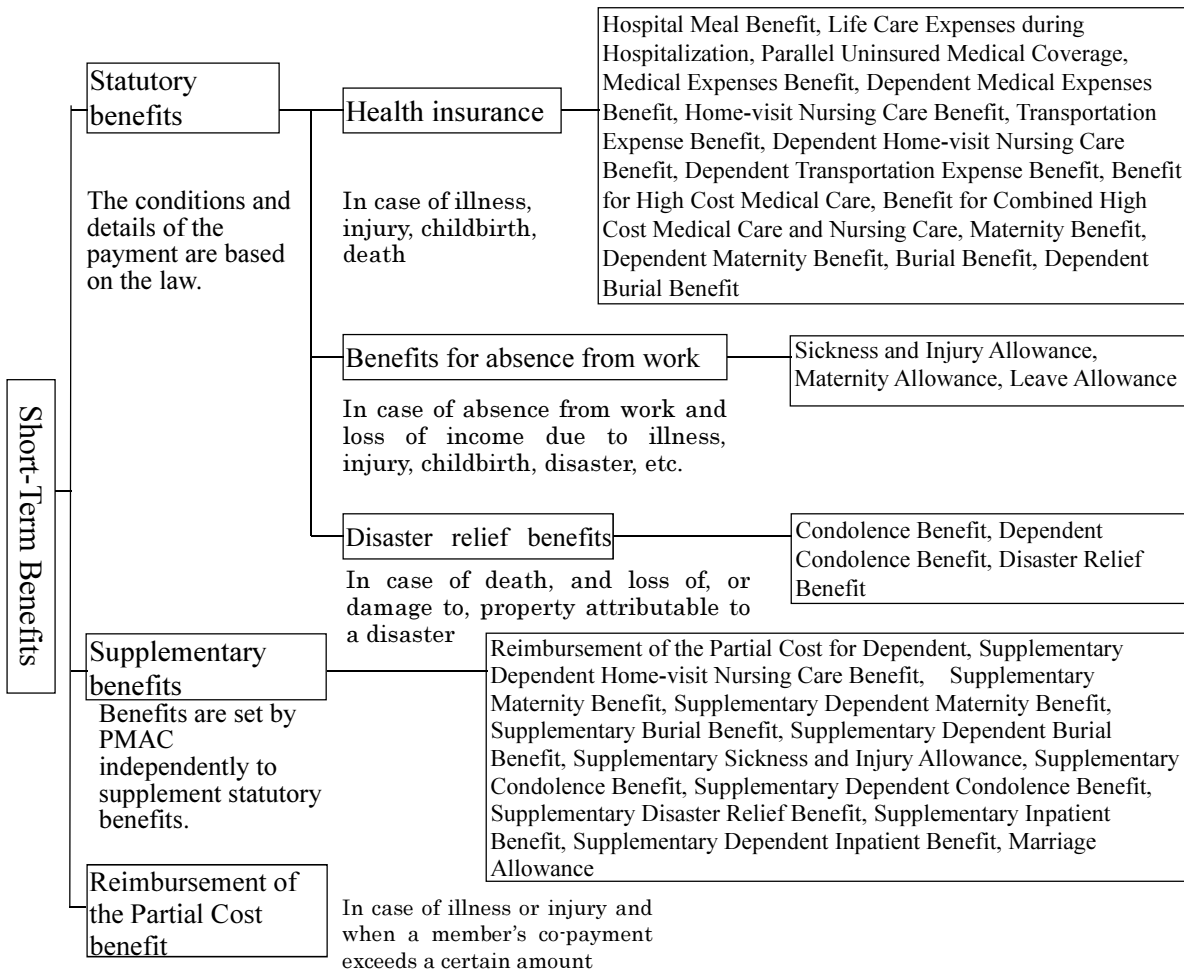 Short-Term Benefits
Statutory
benefits
The conditions and
details of the
payment are based
on the law.
Health insurance
In case of illness,
injury, childbirth,
death
Hospital Meal Benefit, Life Care Expenses during
Hospitalization, Parallel Uninsured Medical Coverage,
Medical Expenses Benefit, Dependent Medical Expenses
Benefit, Home-visit Nursing Care Benefit, Transportation
Expense Benefit, Dependent Home-visit Nursing Care
Benefit, Dependent Transportation Expense Benefit, Benefit
for High Cost Medical Care, Benefit for Combined High
Cost Medical Care and Nursing Care, Maternity Benefit,
Dependent Maternity Benefit, Burial Benefit, Dependent
Burial Benefit
Benefits for absence from work
In case of absence from work and
loss of income due to illness,
injury, childbirth, disaster, etc.
Sickness and Injury Allowance,
Maternity Allowance, Leave Allowance
Disaster relief benefits
In case of death, and loss of, or
damage to, property attributable to
a disaster
Condolence Benefit, Dependent
Condolence Benefit, Disaster Relief
Benefit
Supplementary
benefits
Benefits are set by
PMAC
independently to
supplement statutory
benefits.
Reimbursement of the Partial Cost for Dependent, Supplementary
Dependent Home-visit Nursing Care Benefit, Supplementary
Maternity Benefit, Supplementary Dependent Maternity Benefit,
Supplementary Burial Benefit, Supplementary Dependent Burial
Benefit, Supplementary Sickness and Injury Allowance, Supplementary
Condolence Benefit, Supplementary Dependent Condolence Benefit,
Supplementary Disaster Relief Benefit, Supplementary Inpatient
Benefit, Supplementary Dependent Inpatient Benefit, Marriage
Allowance
Reimbursement of
the Partial Cost
benefit
In case of illness or injury and
when a member's co-payment
exceeds a certain amount